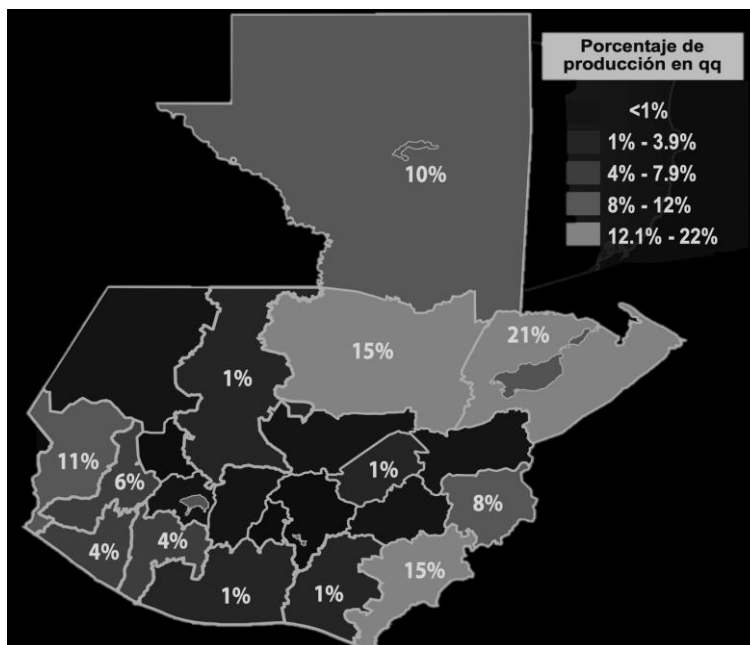 Porcentaje de
producción en qq
<1%
1% - 3.9%
4% - 7.9%
8% - 12%
12.1% - 22%
10%
21%
15%
1%
11%
1%
6%
8%
4%
4%
15%
1%
1%